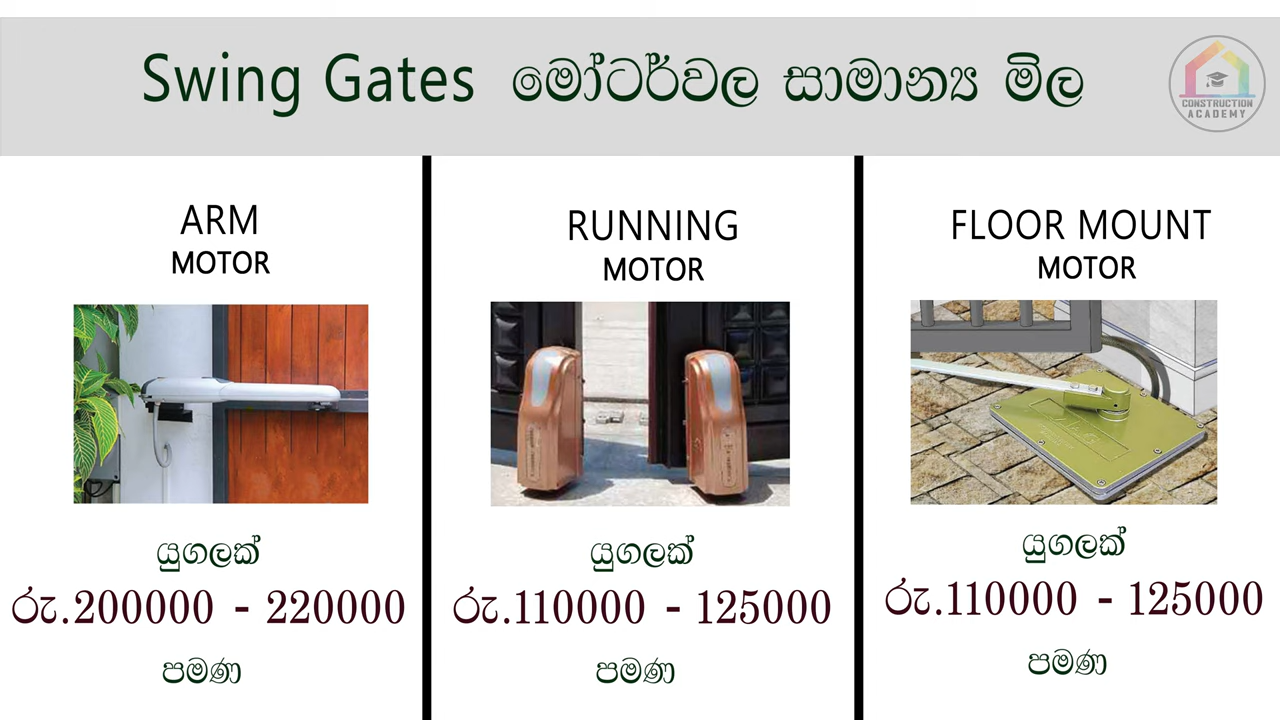 Swing Gates මෝටර්වල සාමාන්‍ය මිල
CONSTRUCTION
ACADEMY
ARM
MOTOR
යුගලක්
රු.200000 - 220000
පමණ
RUNNING
MOTOR
යුගලක්
රු.110000 - 125000
පමණ
FLOOR MOUNT
MOTOR
යුගලක්
රු.110000 - 125000
පමණ